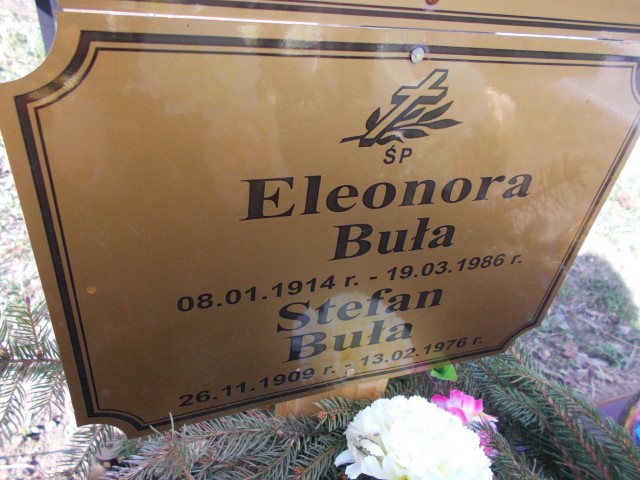 ŚP
Eleonora
Buła
08.01.1914 r. - 19.03.1986 r.
Stefan
Buła
26.11.1909 r. - 13.02.1976 r.